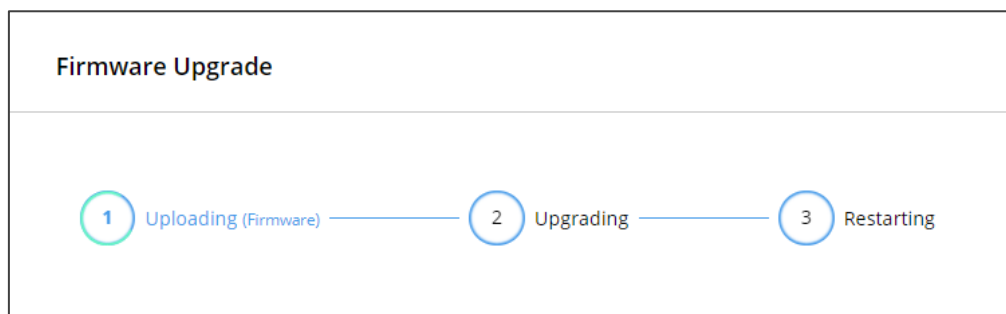 Firmware Upgrade
1 Uploading (Firmware) 2 Upgrading 3 Restarting